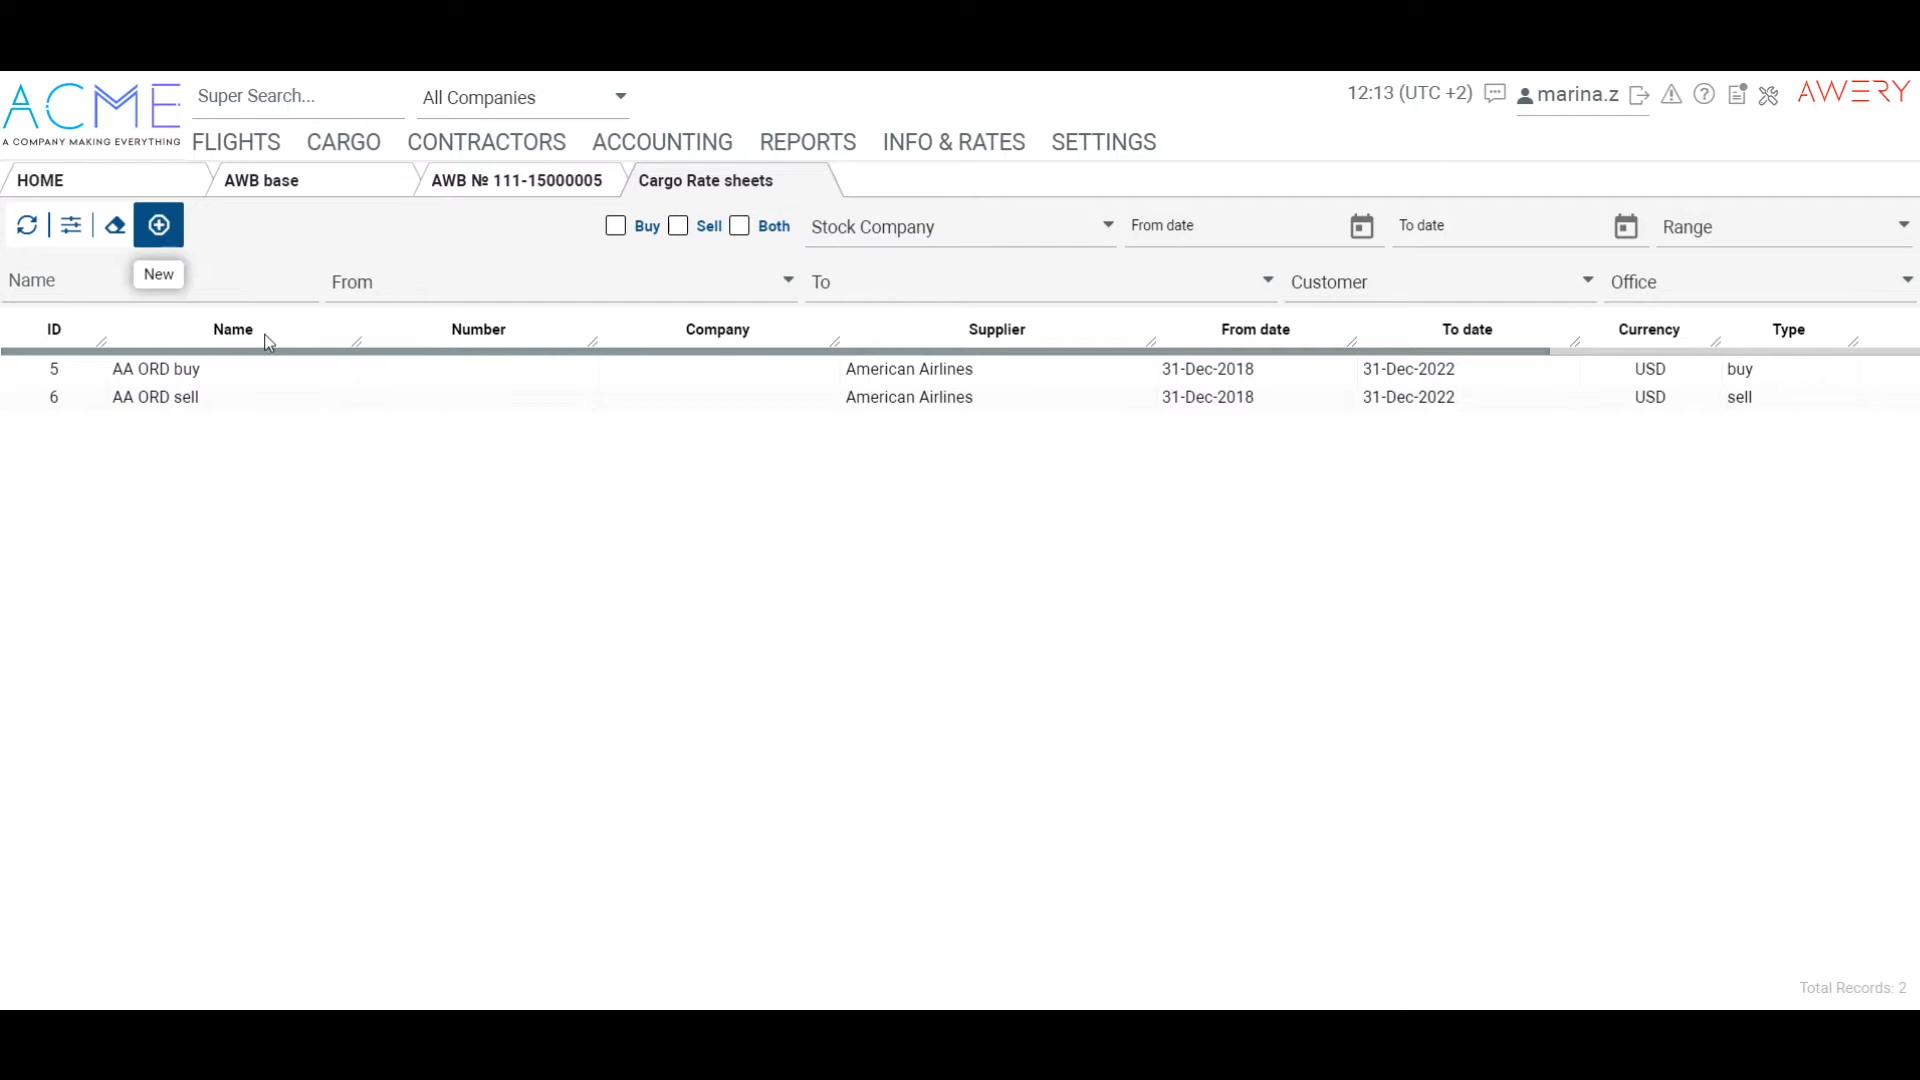 ACME
A COMPANY MAKING EVERYTHING
Super Search...
All Companies
12:13 (UTC +2)
marina.z
AWERY
FLIGHTS CARGO CONTRACTORS ACCOUNTING REPORTS INFO & RATES SETTINGS
HOME AWB base AWB № 111-15000005 Cargo Rate sheets
Buy Sell Both Stock Company From date To date Range
New
Name From To Customer Office
ID Name Number Company Supplier From date To date Currency Type
5 AA ORD buy American Airlines 31-Dec-2018 31-Dec-2022 USD buy
6 AA ORD sell American Airlines 31-Dec-2018 31-Dec-2022 USD sell
Total Records: 2